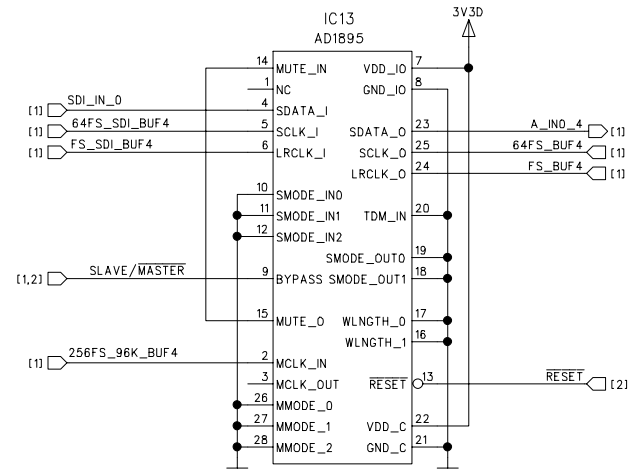 IC13
AD1895
3V3D
14 MUTE_IN VDD_IO 7
1 NC GND_IO 8
[1] SDI_IN_0 4 SDATA_I
[1] 64FS_SDI_BUF4 5 SCLK_I SDATA_O 23 A_IN0_4 [1]
[1] FS_SDI_BUF4 6 LRCLK_I SCLK_O 25 64FS_BUF4 [1]
LRCLK_O 24 FS_BUF4 [1]
10 SMODE_IN0
11 SMODE_IN1 TDM_IN 20
12 SMODE_IN2
SMODE_OUT0 19
[1,2] SLAVE/MASTER 9 BYPASS SMODE_OUT1 18
15 MUTE_O WLNGTH_0 17
WLNGTH_1 16
[1] 256FS_96K_BUF4 2 MCLK_IN
3 MCLK_OUT RESET 13 RESET [2]
26 MMODE_0
27 MMODE_1 VDD_C 22
28 MMODE_2 GND_C 21